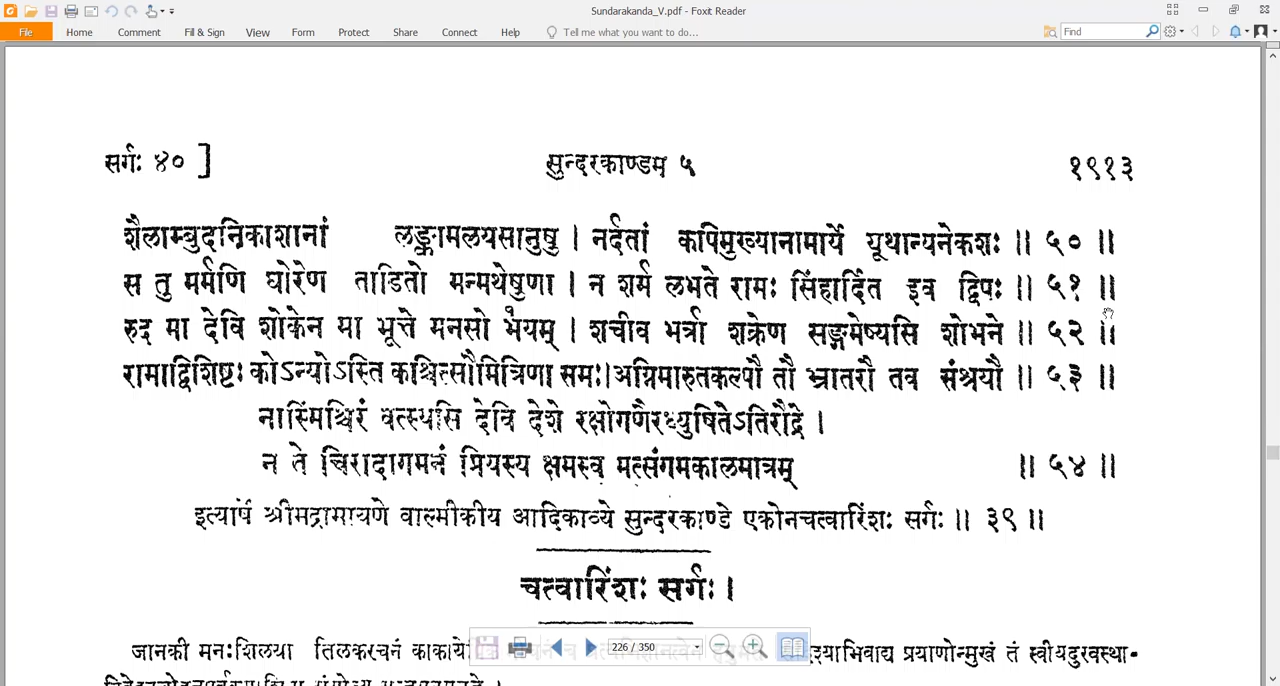 Sundarakanda_V.pdf - Foxit Reader
File Home Comment Fill & Sign View Form Protect Share Connect Help Tell me what you want to do... Find
सर्गः ४० ] सुन्दरकाण्डम ५ १९१३
शैलाम्बुदनिकाशानां लङ्कामलयसानुषु । नर्दतां कपिमुख्यानामार्ये यूथान्यनेकशः ॥ ५० ॥
स तु मर्मणि घोरेण ताडितो मन्मथेषुणा । न शर्म लभते रामः सिंहार्दित इव द्विपः ॥ ५१ ॥
रुद मा देवि शोकेन मा भूत्ते मनसो भयम् । शचीव भर्त्रा शक्रेण सङ्गमेष्यसि शोभने ॥ ५२ ॥
रामाद्विशिष्टः कोऽन्योऽस्ति कश्चित्सौमित्रिणा समः। अग्निमारुतकल्पौ तौ भ्रातरौ तव संश्रयौ ॥ ५३ ॥
नास्मिंश्चिरं वत्स्यसि देवि देशे रक्षोगणैरध्युषितेऽतिरौद्रे ।
न ते चिरादागमनं प्रियस्य क्षमस्व मत्संगमकालमात्रम् ॥ ५४ ॥
इत्यार्षे श्रीमद्रामायणे वाल्मीकीय आदिकाव्ये सुन्दरकाण्डे एकोनचत्वारिंशः सर्गः ॥ ३९ ॥
चत्वारिंशः सर्गः ।
जानकी मनःशिलया तिलकरचनं प्रयाणोन्मुखं तं स्वीयदुरवस्था-
226 / 350